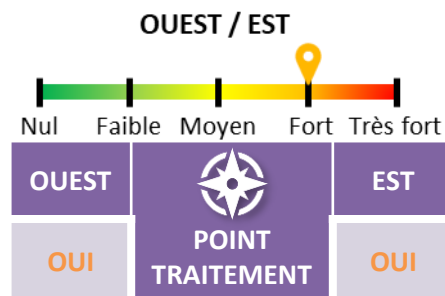 OUEST / EST
Nul Faible Moyen Fort Très fort
OUEST EST
POINT
TRAITEMENT
OUI OUI